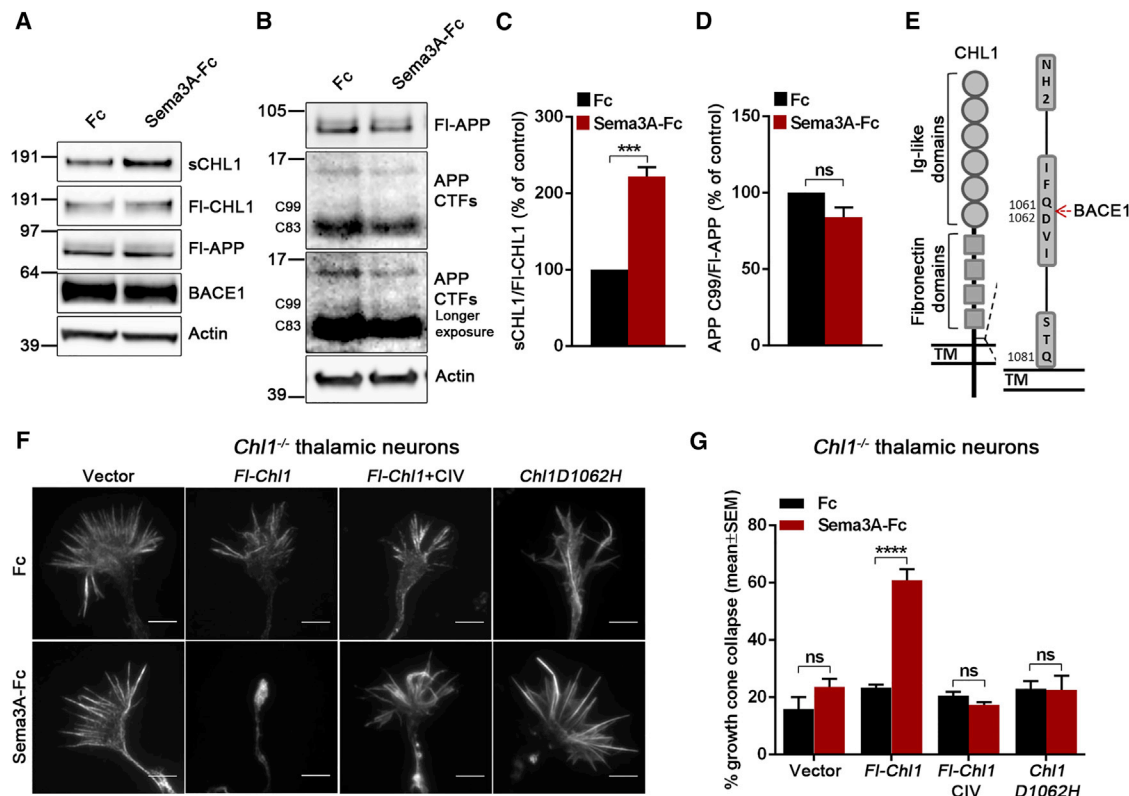 A
Fc
Sema3A-Fc
191
sCHL1
191
Fl-CHL1
97
Fl-APP
64
BACE1
39
Actin
B
Fc
Sema3A-Fc
105
Fl-APP
17
APP
CTFs
C99
C83
17
APP
CTFs
Longer
exposure
C99
C83
39
Actin
C
Fc
Sema3A-Fc
sCHL1/Fl-CHL1 (% of control)
300
200
100
0
***
D
Fc
Sema3A-Fc
APP C99/Fl-APP (% of control)
150
100
50
0
ns
E
CHL1
Ig-like
domains
Fibronectin
domains
TM
N
H
2
I
F
Q
D
V
I
1061
1062
BACE1
S
T
Q
1081
TM
F
Chl1-/- thalamic neurons
Vector
Fl-Chl1
Fl-Chl1+CIV
Chl1D1062H
Fc
Sema3A-Fc
G
Chl1-/- thalamic neurons
Fc
Sema3A-Fc
% growth cone collapse (mean±SEM)
80
60
40
20
0
ns
****
ns
ns
Vector
Fl-Chl1
Fl-Chl1
CIV
Chl1
D1062H